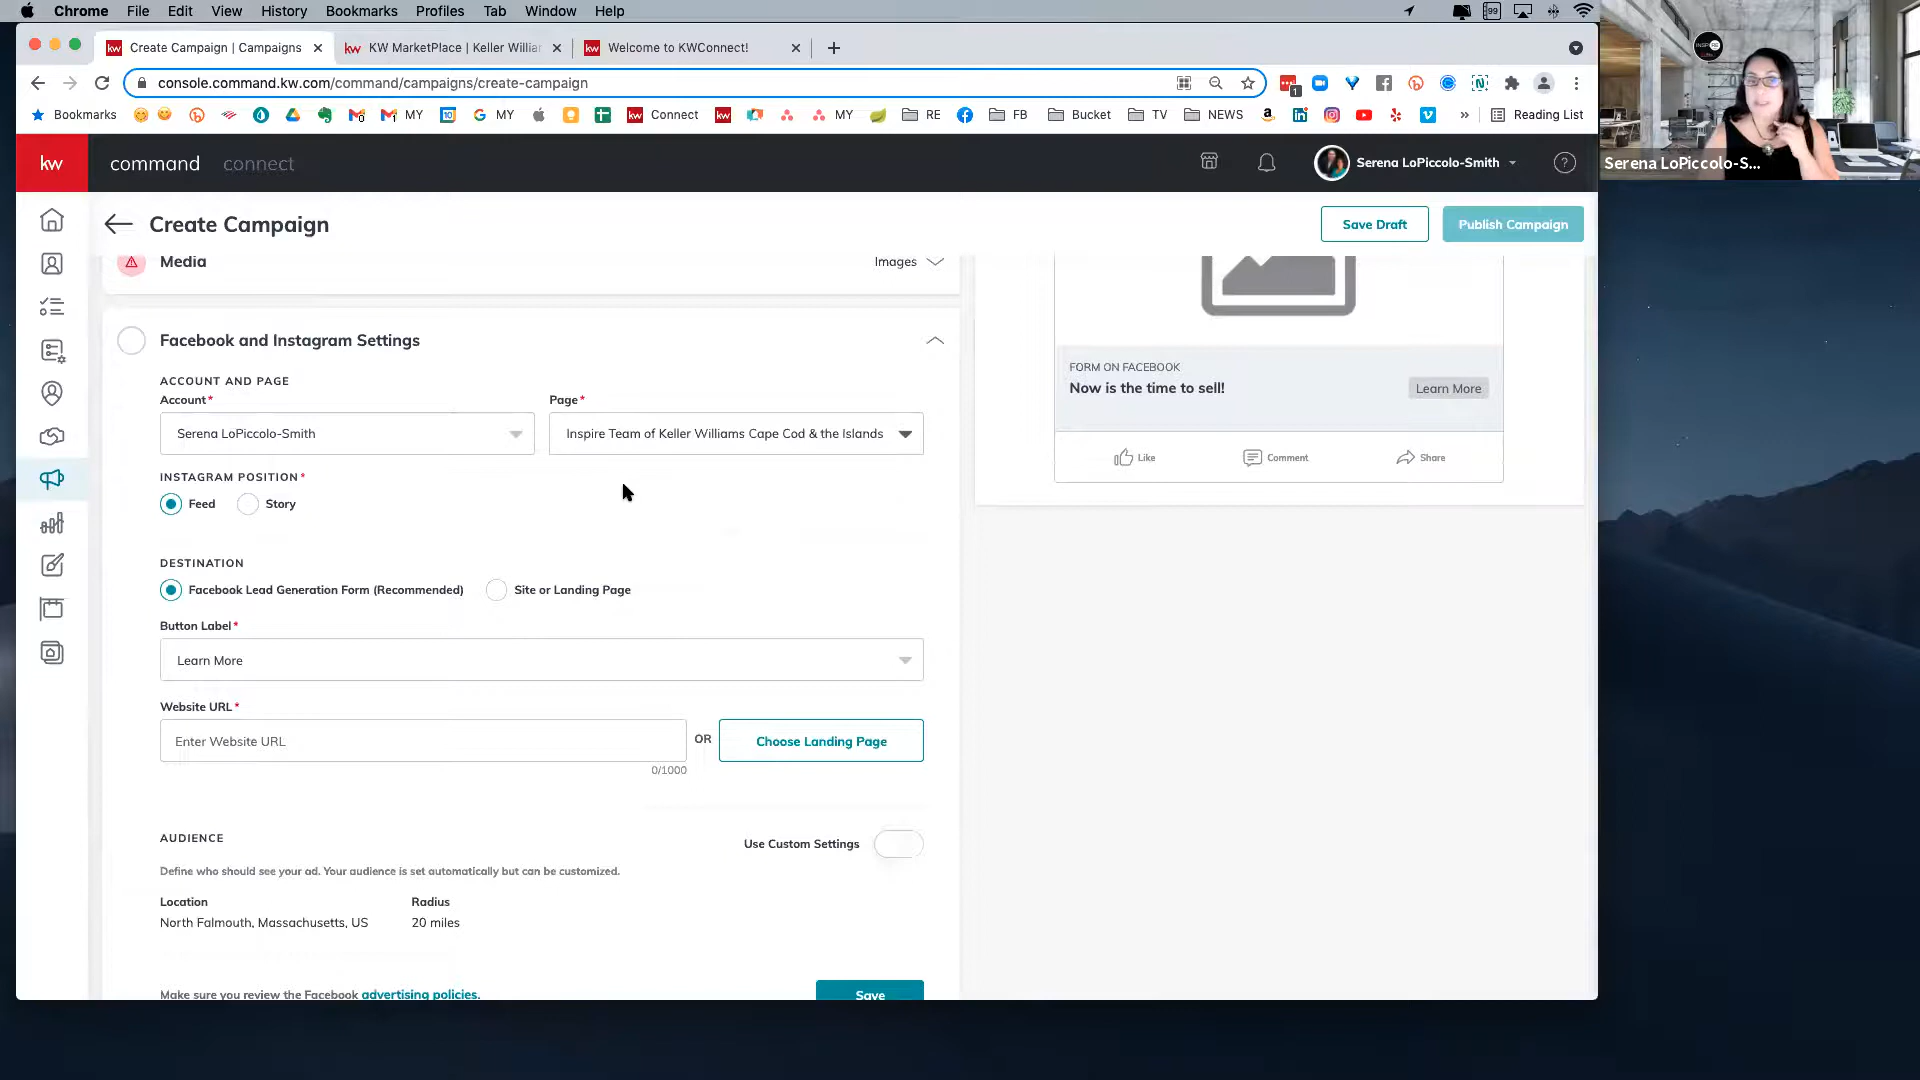 Chrome File Edit View History Bookmarks Profiles Tab Window Help
Create Campaign | Campaigns
KW MarketPlace | Keller Willia
Welcome to KWConnect!
console.command.kw.com/command/campaigns/create-campaign
1
Bookmarks MY MY Connect MY RE FB Bucket TV NEWS » Reading List
kw command connect Serena LoPiccolo-Smith
Serena LoPiccolo-S...
INSPIRE
Create Campaign
Save Draft
Publish Campaign
Media
Images
Facebook and Instagram Settings
ACCOUNT AND PAGE
Account*
Page*
Serena LoPiccolo-Smith
Inspire Team of Keller Williams Cape Cod & the Islands
INSTAGRAM POSITION*
Feed
Story
DESTINATION
Facebook Lead Generation Form (Recommended)
Site or Landing Page
Button Label*
Learn More
Website URL*
Enter Website URL
OR
Choose Landing Page
0/1000
AUDIENCE
Use Custom Settings
Define who should see your ad. Your audience is set automatically but can be customized.
Location
Radius
North Falmouth, Massachusetts, US
20 miles
Make sure you review the Facebook advertising policies.
Save
FORM ON FACEBOOK
Now is the time to sell!
Learn More
Like
Comment
Share